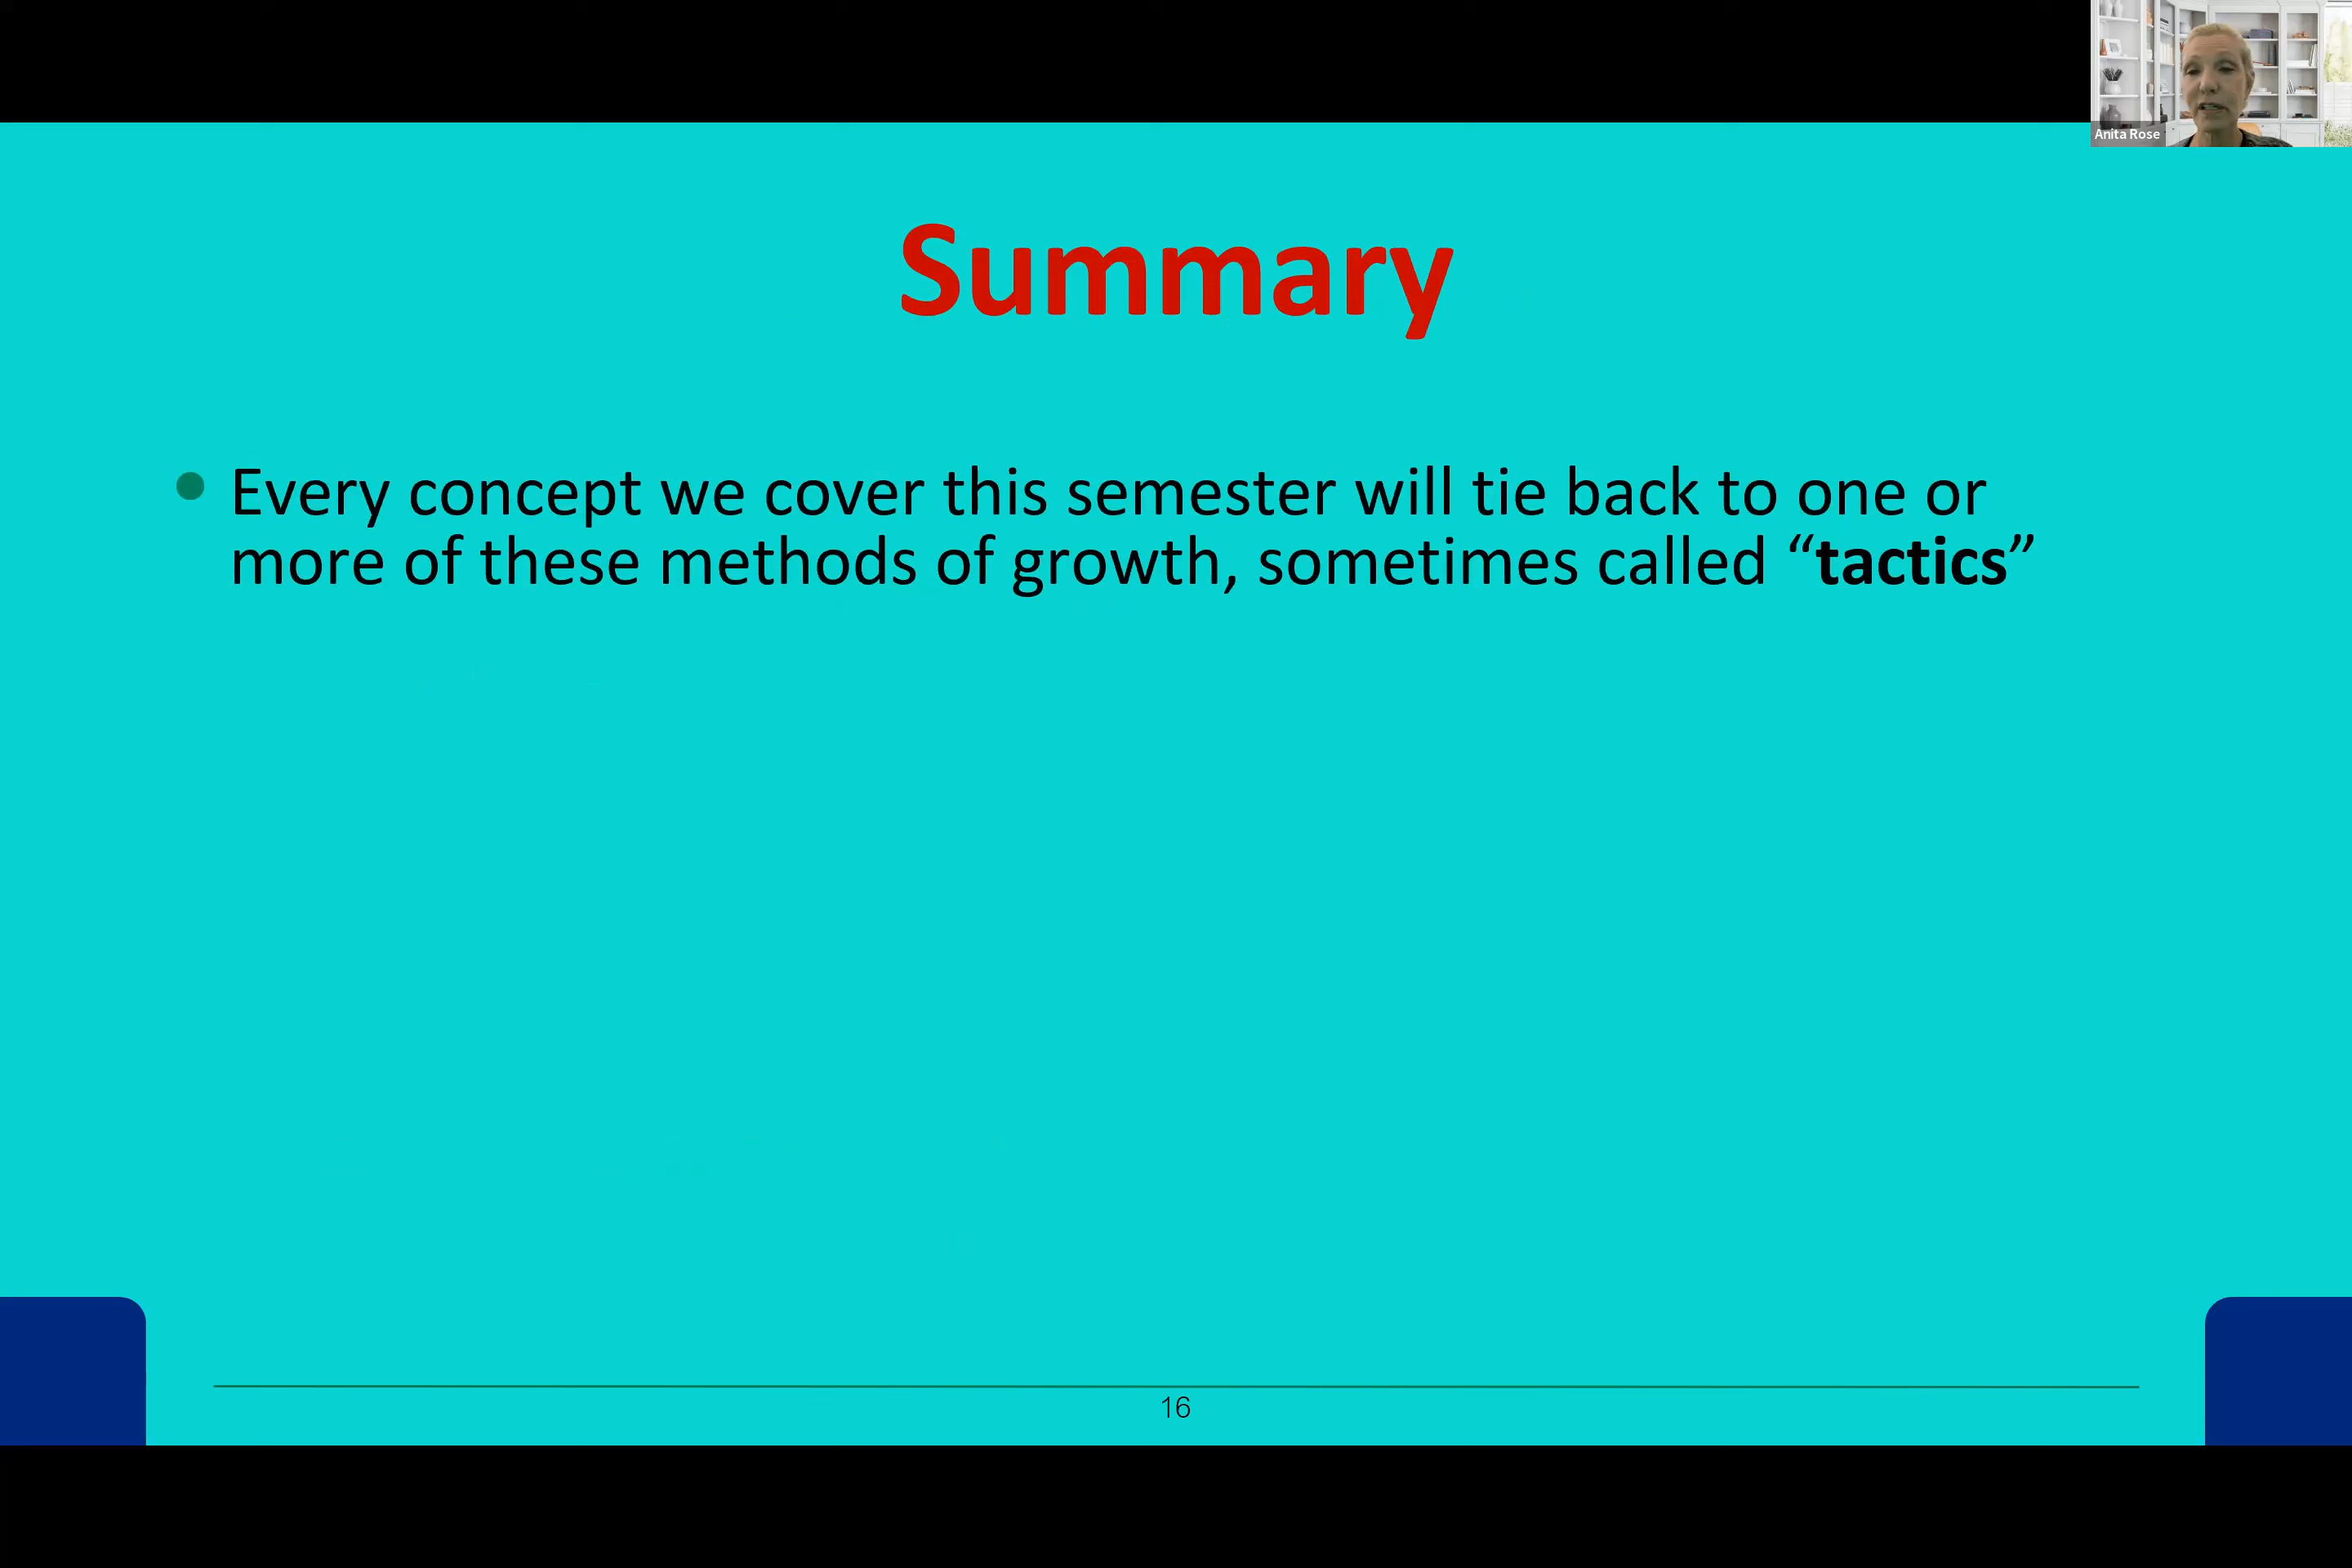 Anita Rose
Summary
Every concept we cover this semester will tie back to one or
more of these methods of growth, sometimes called “tactics”
16